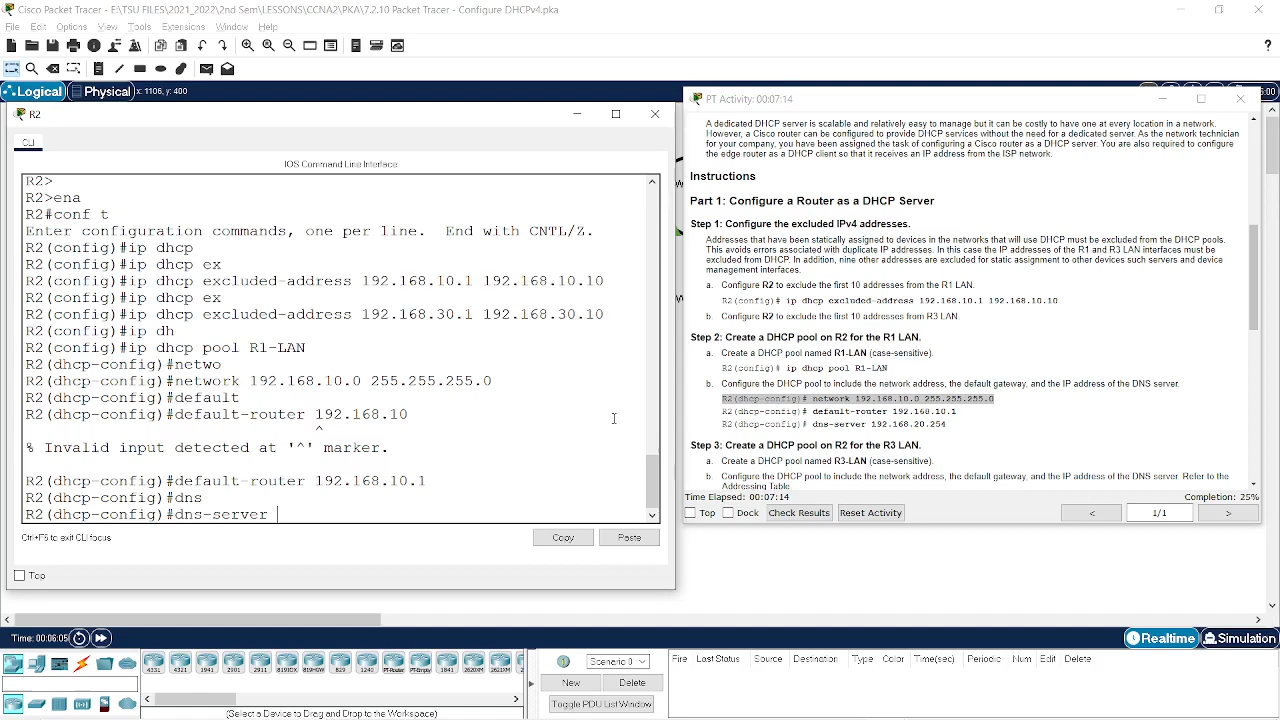 Cisco Packet Tracer - E:\TSU FILES\2021_2022\2nd Sem\LESSONS\CCNA2\PKA\7.2.10 Packet Tracer - Configure DHCPv4.pka
File Edit Options View Tools Extensions Window Help
Logical Physical x: 1106, y: 400
R2
CLI
IOS Command Line Interface
R2>
R2>ena
R2#conf t
Enter configuration commands, one per line. End with CNTL/Z.
R2(config)#ip dhcp
R2(config)#ip dhcp ex
R2(config)#ip dhcp excluded-address 192.168.10.1 192.168.10.10
R2(config)#ip dhcp ex
R2(config)#ip dhcp excluded-address 192.168.30.1 192.168.30.10
R2(config)#ip dh
R2(config)#ip dhcp pool R1-LAN
R2(dhcp-config)#netwo
R2(dhcp-config)#network 192.168.10.0 255.255.255.0
R2(dhcp-config)#default
R2(dhcp-config)#default-router 192.168.10
^
% Invalid input detected at '^' marker.
R2(dhcp-config)#default-router 192.168.10.1
R2(dhcp-config)#dns
R2(dhcp-config)#dns-server
Ctrl+F6 to exit CLI focus
Copy
Paste
Top
PT Activity: 00:07:14
A dedicated DHCP server is scalable and relatively easy to manage but it can be costly to have one at every location in a network.
However, a Cisco router can be configured to provide DHCP services without the need for a dedicated server. As the network technician
for your company, you have been assigned the task of configuring a Cisco router as a DHCP server. You are also required to configure
the edge router as a DHCP client so that it receives an IP address from the ISP network.
Instructions
Part 1: Configure a Router as a DHCP Server
Step 1: Configure the excluded IPv4 addresses.
Addresses that have been statically assigned to devices in the networks that will use DHCP must be excluded from the DHCP pools.
This avoids errors associated with duplicate IP addresses. In this case the IP addresses of the R1 and R3 LAN interfaces must be
excluded from DHCP. In addition, nine other addresses are excluded for static assignment to other devices such servers and device
management interfaces.
a. Configure R2 to exclude the first 10 addresses from the R1 LAN.
R2(config)# ip dhcp excluded-address 192.168.10.1 192.168.10.10
b. Configure R2 to exclude the first 10 addresses from R3 LAN.
Step 2: Create a DHCP pool on R2 for the R1 LAN.
a. Create a DHCP pool named R1-LAN (case-sensitive).
R2(config)# ip dhcp pool R1-LAN
b. Configure the DHCP pool to include the network address, the default gateway, and the IP address of the DNS server.
R2(dhcp-config)# network 192.168.10.0 255.255.255.0
R2(dhcp-config)# default-router 192.168.10.1
R2(dhcp-config)# dns-server 192.168.20.254
Step 3: Create a DHCP pool on R2 for the R3 LAN.
a. Create a DHCP pool named R3-LAN (case-sensitive).
b. Configure the DHCP pool to include the network address, the default gateway, and the IP address of the DNS server. Refer to the
Addressing Table
Time Elapsed: 00:07:14 Completion: 25%
Top Dock Check Results Reset Activity < 1/1 >
Time: 00:06:05
Realtime Simulation
4331 4321 1941 2901 2911 819IOX 819HGW 829 1240 PT-Router PT-Empty 1841 2620XM 2621XM
(Select a Device to Drag and Drop to the Workspace)
Scenario 0
New Delete
Toggle PDU List Window
Fire Last Status Source Destination Type Color Time(sec) Periodic Num Edit Delete